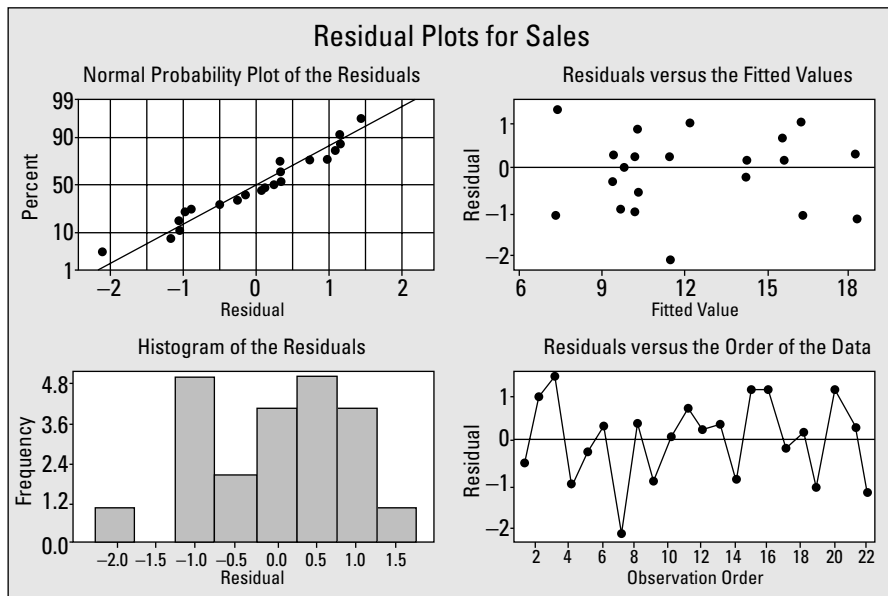 Residual Plots for Sales
Normal Probability Plot of the Residuals
99
90
50
10
1
Percent
−2 −1 0 1 2
Residual
Residuals versus the Fitted Values
1
0
−1
−2
Residual
6 9 12 15 18
Fitted Value
Histogram of the Residuals
4.8
3.6
2.4
1.2
0.0
Frequency
−2.0 −1.5 −1.0 −0.5 0.0 0.5 1.0 1.5
Residual
Residuals versus the Order of the Data
1
0
−1
−2
Residual
2 4 6 8 10 12 14 16 18 20 22
Observation Order